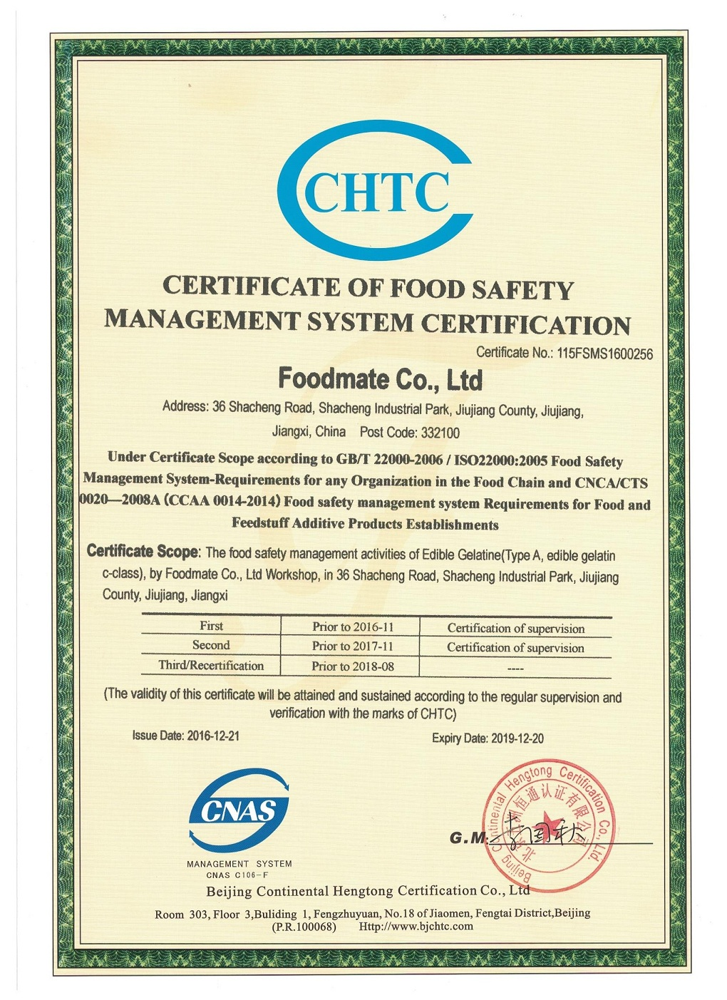 CHTC
CERTIFICATE OF FOOD SAFETY
MANAGEMENT SYSTEM CERTIFICATION
Certificate No.: 115FSMS1600256
Foodmate Co., Ltd
Address: 36 Shacheng Road, Shacheng Industrial Park, Jiujiang County, Jiujiang,
Jiangxi, China Post Code: 332100
Under Certificate Scope according to GB/T 22000-2006 / ISO22000:2005 Food Safety
Management System-Requirements for any Organization in the Food Chain and CNCA/CTS
0020—2008A (CCAA 0014-2014) Food safety management system Requirements for Food and
Feedstuff Additive Products Establishments
Certificate Scope: The food safety management activities of Edible Gelatine(Type A, edible gelatin
c-class), by Foodmate Co., Ltd Workshop, in 36 Shacheng Road, Shacheng Industrial Park, Jiujiang
County, Jiujiang, Jiangxi
First Prior to 2016-11 Certification of supervision
Second Prior to 2017-11 Certification of supervision
Third/Recertification Prior to 2018-08 ----
(The validity of this certificate will be attained and sustained according to the regular supervision and
verification with the marks of CHTC)
Issue Date: 2016-12-21 Expiry Date: 2019-12-20
CNAS
MANAGEMENT SYSTEM
CNAS C106-F
G.M:
Beijing Continental Hengtong Certification Co., Ltd.
北京五洲恒通认证有限公司
Beijing Continental Hengtong Certification Co., Ltd
Room 303, Floor 3,Buliding 1, Fengzhuyuan, No.18 of Jiaomen, Fengtai District,Beijing
(P.R.100068) Http://www.bjchtc.com